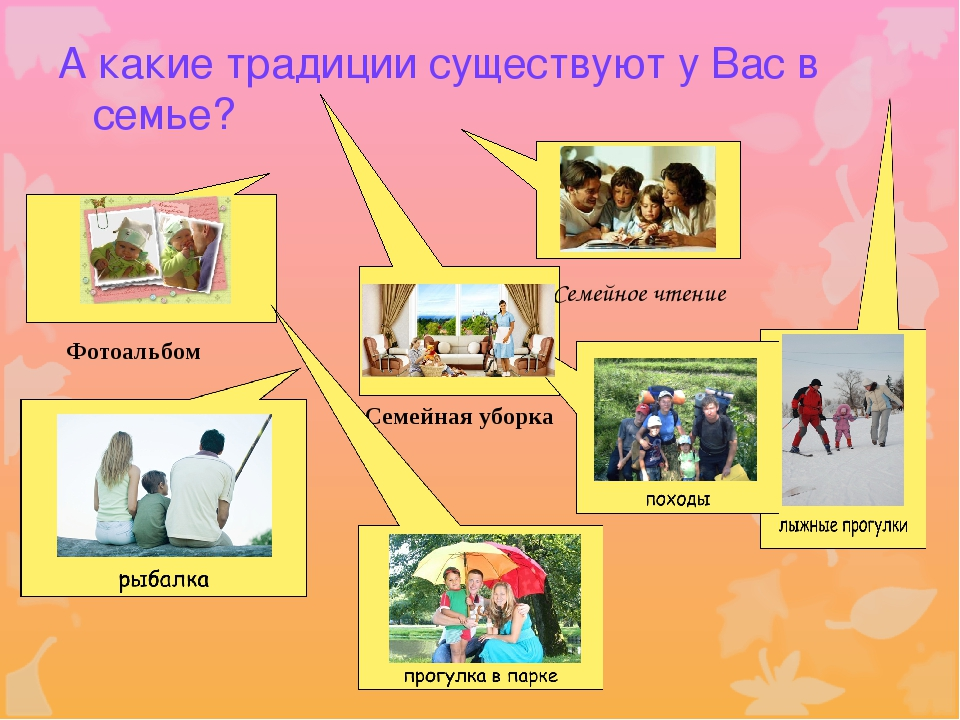 А какие традиции существуют у Вас в
семье?
Семейное чтение
Фотоальбом
Семейная уборка
походы
лыжные прогулки
рыбалка
прогулка в парке